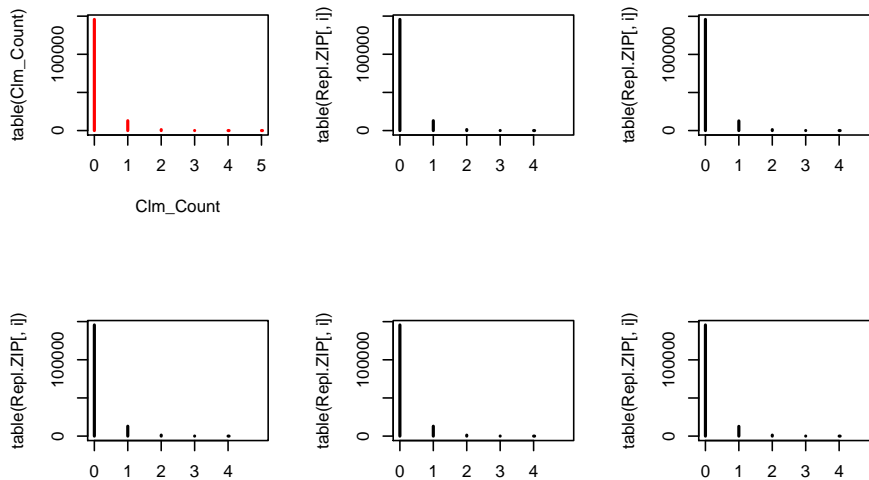 table(Clm_Count)
0 100000
0 1 2 3 4 5
Clm_Count
table(Repl.ZIP[, i])
0 100000
0 1 2 3 4
table(Repl.ZIP[, i])
0 100000
0 1 2 3 4
table(Repl.ZIP[, i])
0 100000
0 1 2 3 4
table(Repl.ZIP[, i])
0 100000
0 1 2 3 4
table(Repl.ZIP[, i])
0 100000
0 1 2 3 4